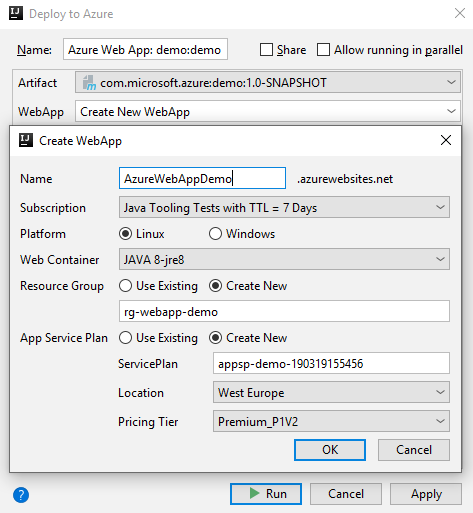 IJ Deploy to Azure
Name: Azure Web App: demo:demo Share Allow running in parallel
Artifact m com.microsoft.azure:demo:1.0-SNAPSHOT
WebApp Create New WebApp
IJ Create WebApp
Name AzureWebAppDemo .azurewebsites.net
Subscription Java Tooling Tests with TTL = 7 Days
Platform Linux Windows
Web Container JAVA 8-jre8
Resource Group Use Existing Create New
rg-webapp-demo
App Service Plan Use Existing Create New
ServicePlan appsp-demo-190319155456
Location West Europe
Pricing Tier Premium_P1V2
OK Cancel
? Run Cancel Apply